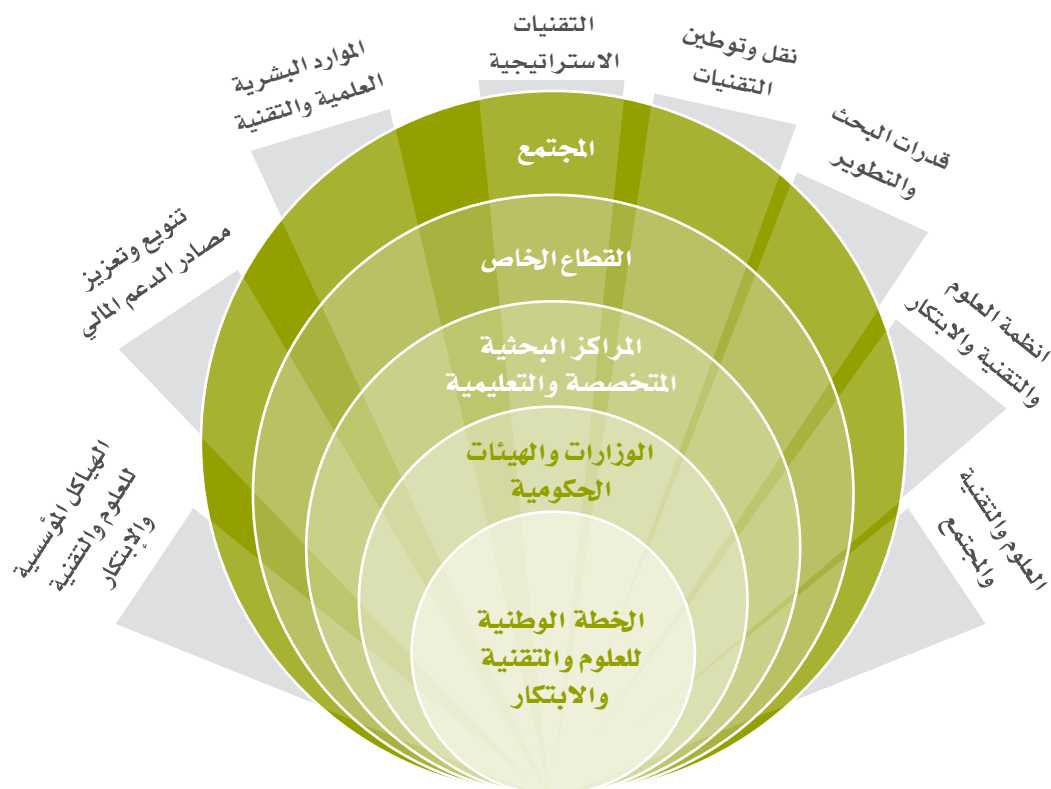 التقنيات
الاستراتيجية
نقل وتوطين
التقنيات
قدرات البحث
والتطوير
انظمة العلوم
والتقنية والابتكار
العلوم والتقنية
والمجتمع
الموارد البشرية
العلمية والتقنية
تنويع وتعزيز
مصادر الدعم المالي
الهياكل المؤسسية
للعلوم والتقنية
والإبتكار
المجتمع
القطاع الخاص
المراكز البحثية
المتخصصة والتعليمية
الوزارات والهيئات
الحكومية
الخطة الوطنية
للعلوم والتقنية
والابتكار